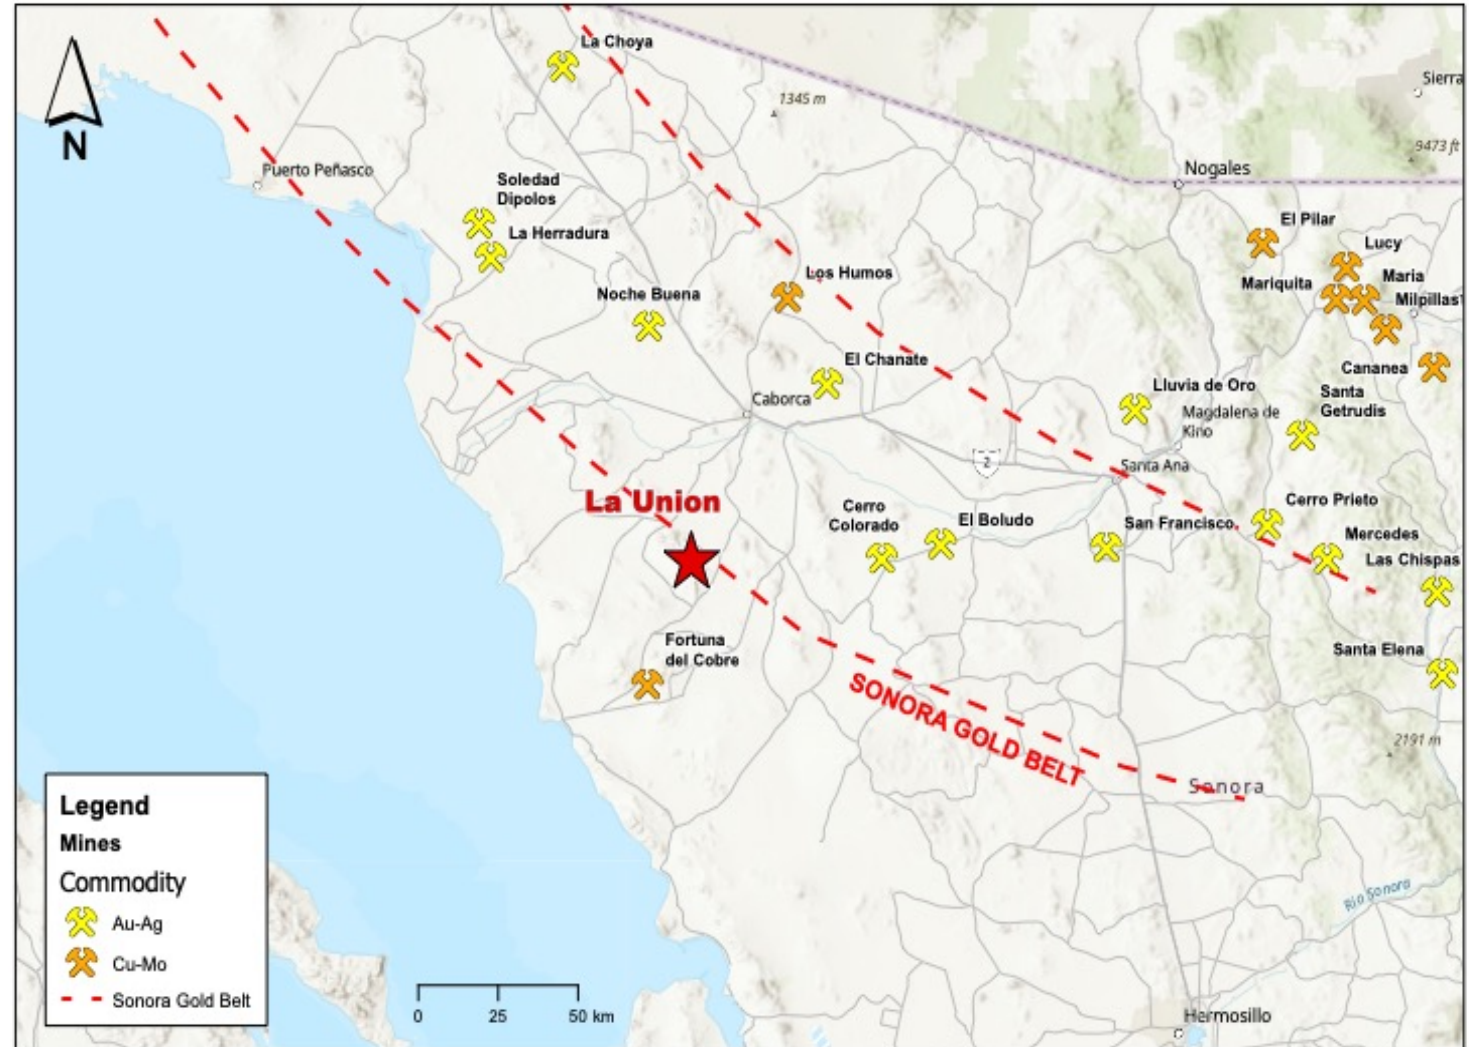 La Choya
1345 m
Sierra
9473 ft
Nogales
Puerto Peñasco
N
Soledad
Dipolos
La Herradura
El Pilar
Lucy
Los Humos
Mariquita
Maria
Noche Buena
Milpillas
El Chanate
Cananea
Caborca
Lluvia de Oro
Santa
Getrudis
Magdalena de
Kino
2
Santa Ana
La Union
Cerro
Colorado
El Boludo
San Francisco
Cerro Prieto
Mercedes
Las Chispas
Fortuna
del Cobre
Santa Elena
SONORA GOLD BELT
2191 m
Sonora
Rio Sonora
Hermosillo
Legend
Mines
Commodity
Au-Ag
Cu-Mo
Sonora Gold Belt
0 25 50 km